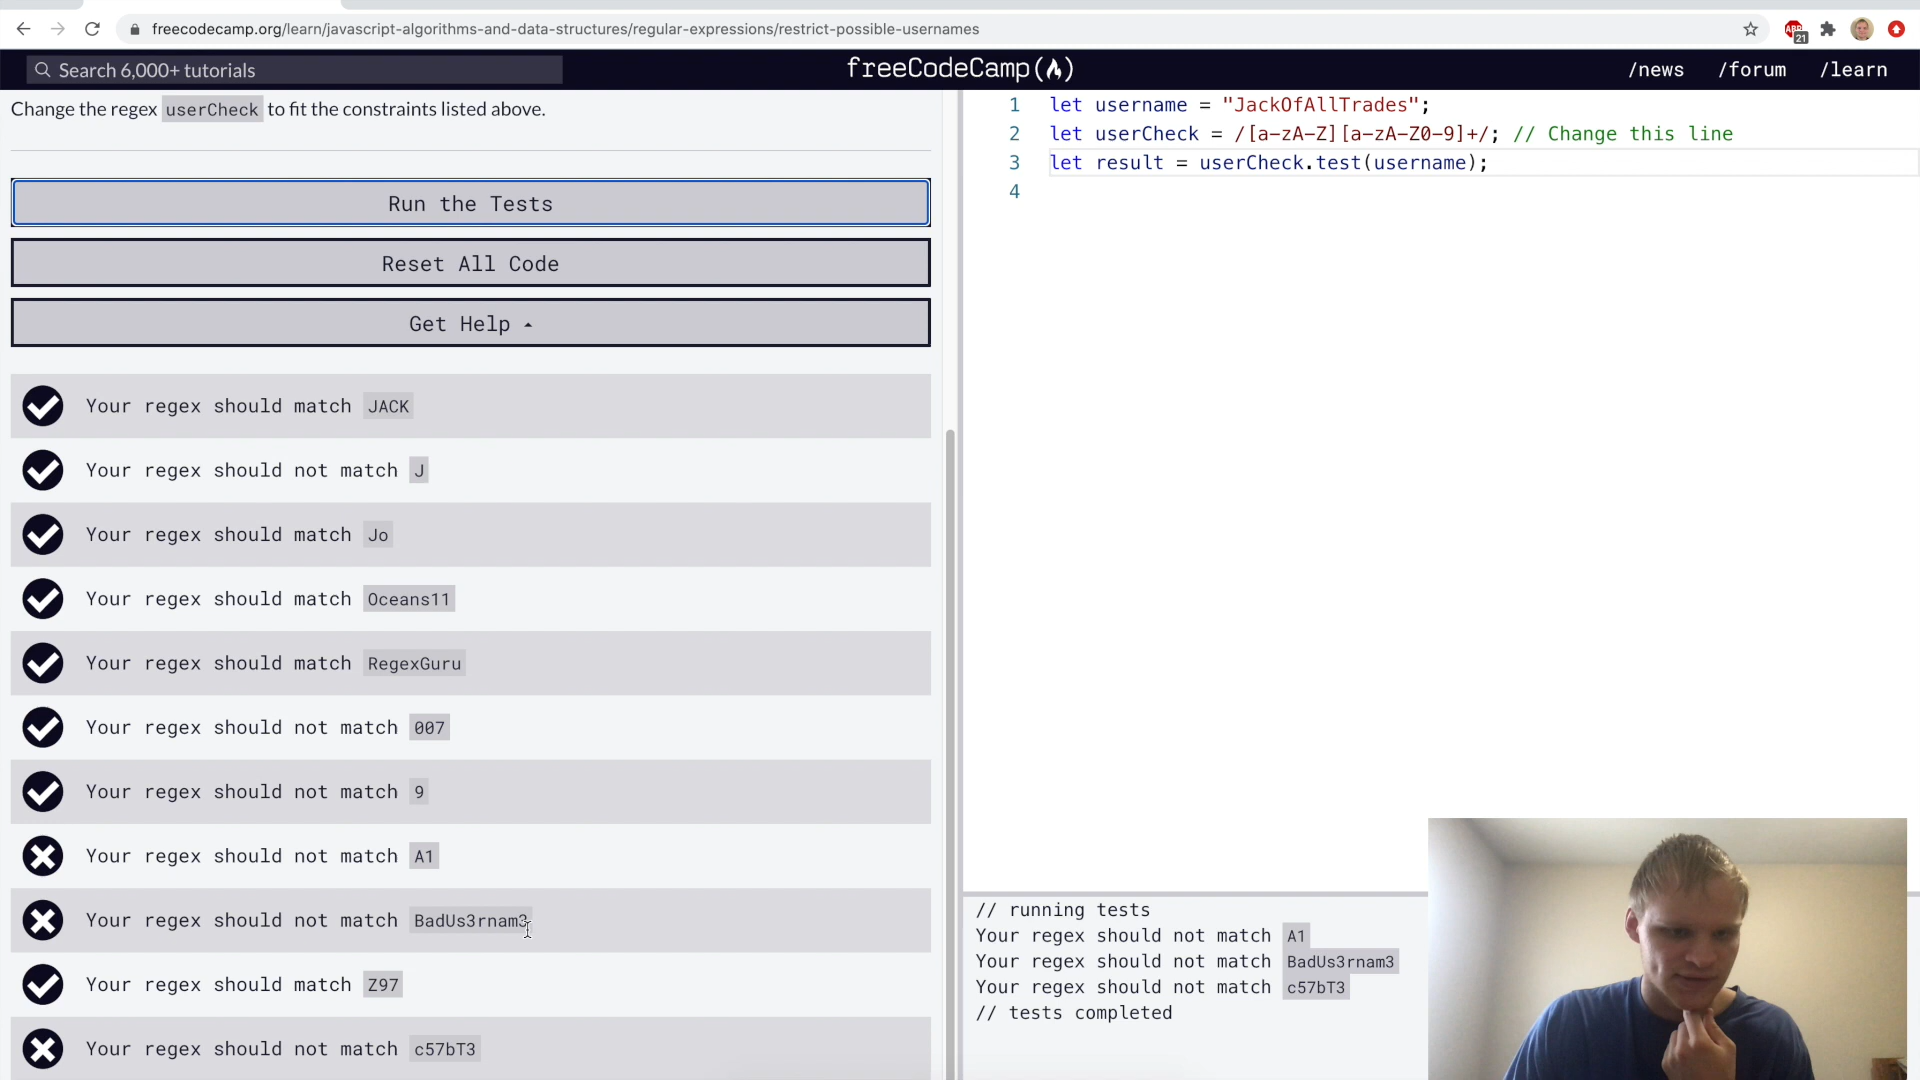 freecodecamp.org/learn/javascript-algorithms-and-data-structures/regular-expressions/restrict-possible-usernames
21
Search 6,000+ tutorials
freeCodeCamp
/news
/forum
/learn
Change the regex userCheck to fit the constraints listed above.
Run the Tests
Reset All Code
Get Help
Your regex should match JACK
Your regex should not match J
Your regex should match Jo
Your regex should match Oceans11
Your regex should match RegexGuru
Your regex should not match 007
Your regex should not match 9
Your regex should not match A1
Your regex should not match BadUs3rnam3
Your regex should match Z97
Your regex should not match c57bT3
1 let username = "JackOfAllTrades";
2 let userCheck = /[a-zA-Z][a-zA-Z0-9]+/; // Change this line
3 let result = userCheck.test(username);
4
// running tests
Your regex should not match A1
Your regex should not match BadUs3rnam3
Your regex should not match c57bT3
// tests completed